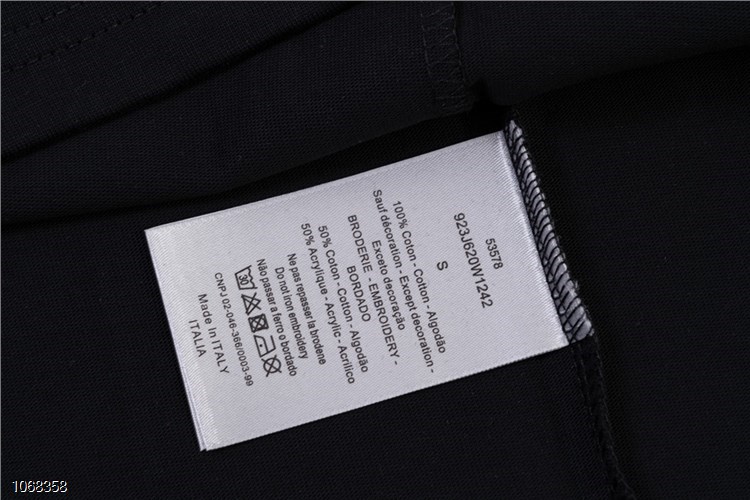 53578
923J620W1242
S
100% Coton - Cotton - Algodão
Sauf décoration - Except decoration -
Exceto decoração
BRODERIE - EMBROIDERY -
BORDADO
50% Coton - Cotton - Algodão
50% Acrylique - Acrylic - Acrílico
Ne pas repasser la broderie
Do not iron embroidery
Não passar a ferro o bordado
30
CNPJ 02-046-366/0003-99
Made in ITALY
ITALIA
1068358